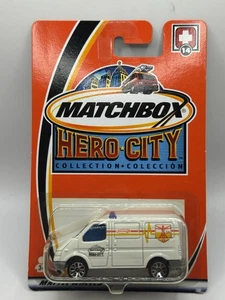 14
MATCHBOX
HERO-CITY
COLLECTION • COLECCIÓN